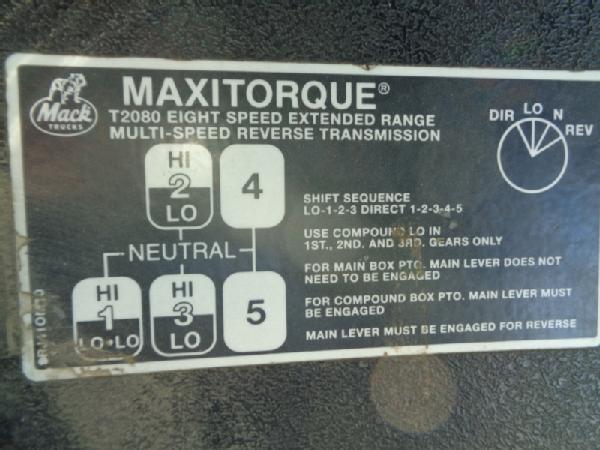 Mack
TRUCKS
MAXITORQUE®
T2080 EIGHT SPEED EXTENDED RANGE
MULTI-SPEED REVERSE TRANSMISSION
DIR LO N REV
HI
2
LO
4
NEUTRAL
HI
1
LO•LO
HI
3
LO
5
SHIFT SEQUENCE
LO-1-2-3 DIRECT 1-2-3-4-5
USE COMPOUND LO IN
1ST., 2ND. AND 3RD. GEARS ONLY
FOR MAIN BOX PTO. MAIN LEVER DOES NOT
NEED TO BE ENGAGED
FOR COMPOUND BOX PTO. MAIN LEVER MUST
BE ENGAGED
MAIN LEVER MUST BE ENGAGED FOR REVERSE